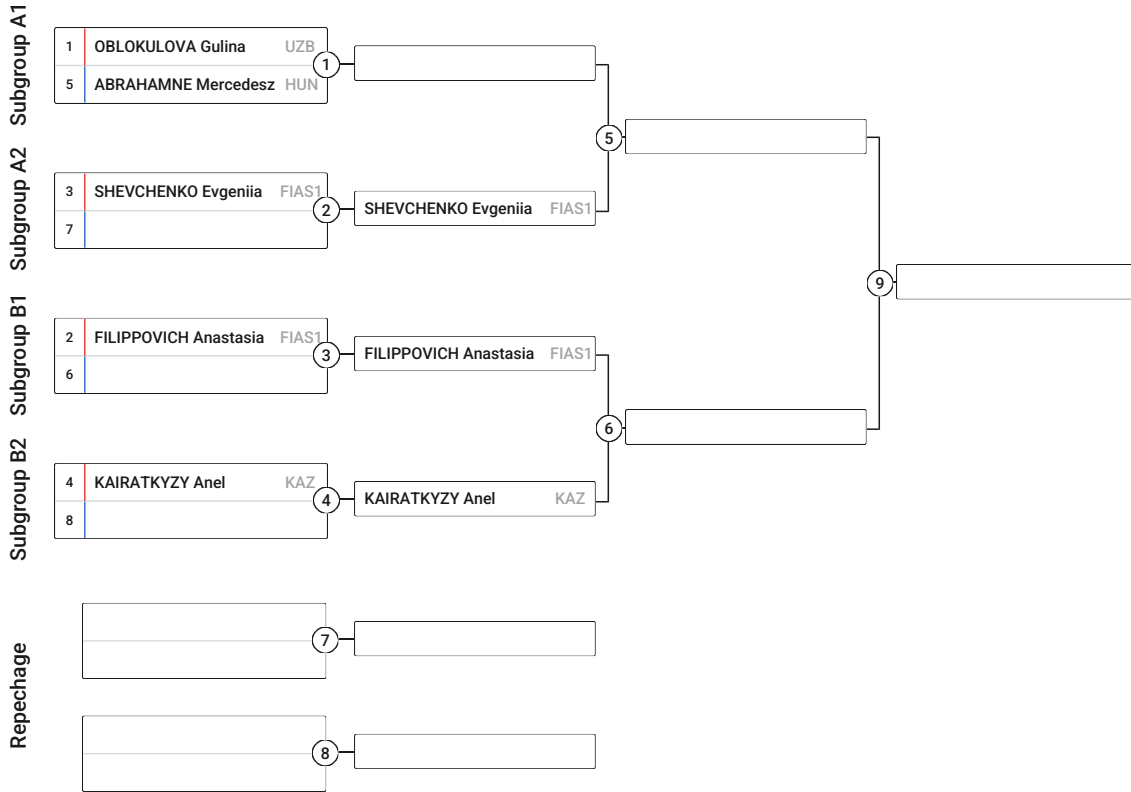 Subgroup A1
1 OBLOKULOVA Gulina UZB
5 ABRAHAMNE Mercedesz HUN
1
Subgroup A2
3 SHEVCHENKO Evgeniia FIAS1
7
2
SHEVCHENKO Evgeniia FIAS1
5
Subgroup B1
2 FILIPPOVICH Anastasia FIAS1
6
3
FILIPPOVICH Anastasia FIAS1
Subgroup B2
4 KAIRATKYZY Anel KAZ
8
4
KAIRATKYZY Anel KAZ
6
9
Repechage
7
8